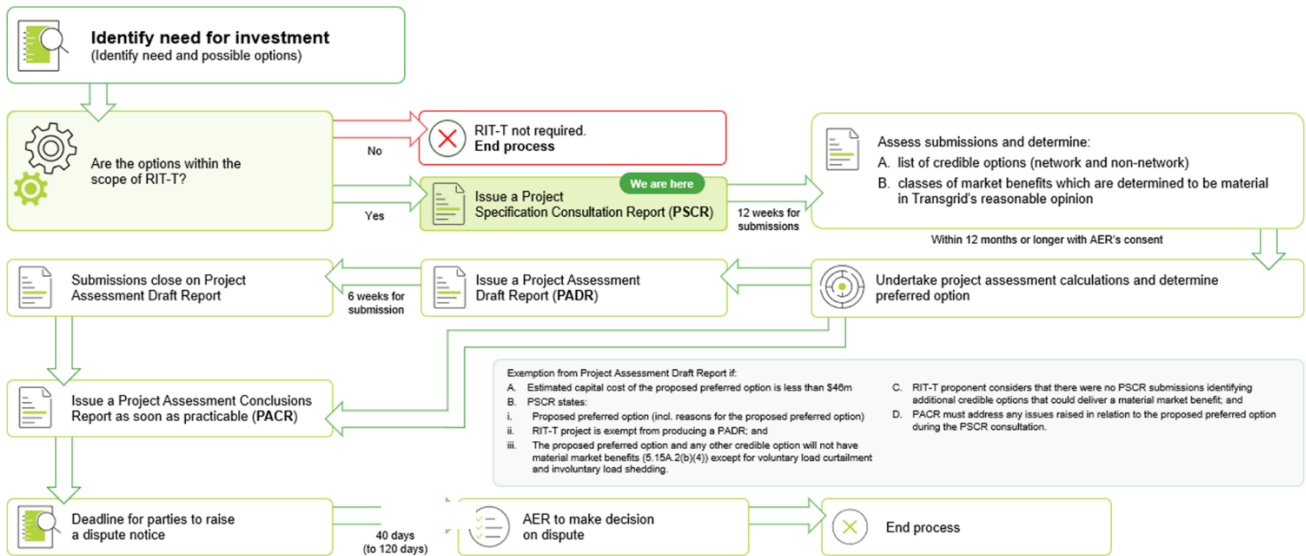 Identify need for investment
(Identify need and possible options)
Are the options within the
scope of RIT-T?
No
Yes
RIT-T not required.
End process
We are here
Issue a Project
Specification Consultation Report (PSCR)
12 weeks for
submissions
Assess submissions and determine:
A. list of credible options (network and non-network)
B. classes of market benefits which are determined to be material
in Transgrid's reasonable opinion
Within 12 months or longer with AER's consent
Undertake project assessment calculations and determine
preferred option
Issue a Project Assessment
Draft Report (PADR)
6 weeks for
submission
Submissions close on Project
Assessment Draft Report
Issue a Project Assessment Conclusions
Report as soon as practicable (PACR)
Exemption from Project Assessment Draft Report if:
A. Estimated capital cost of the proposed preferred option is less than $46m
B. PSCR states:
i. Proposed preferred option (incl. reasons for the proposed preferred option)
ii. RIT-T project is exempt from producing a PADR; and
iii. The proposed preferred option and any other credible option will not have
material market benefits (5.15A.2(b)(4)) except for voluntary load curtailment
and involuntary load shedding.
C. RIT-T proponent considers that there were no PSCR submissions identifying
additional credible options that could deliver a material market benefit; and
D. PACR must address any issues raised in relation to the proposed preferred option
during the PSCR consultation.
Deadline for parties to raise
a dispute notice
40 days
(to 120 days)
AER to make decision
on dispute
End process